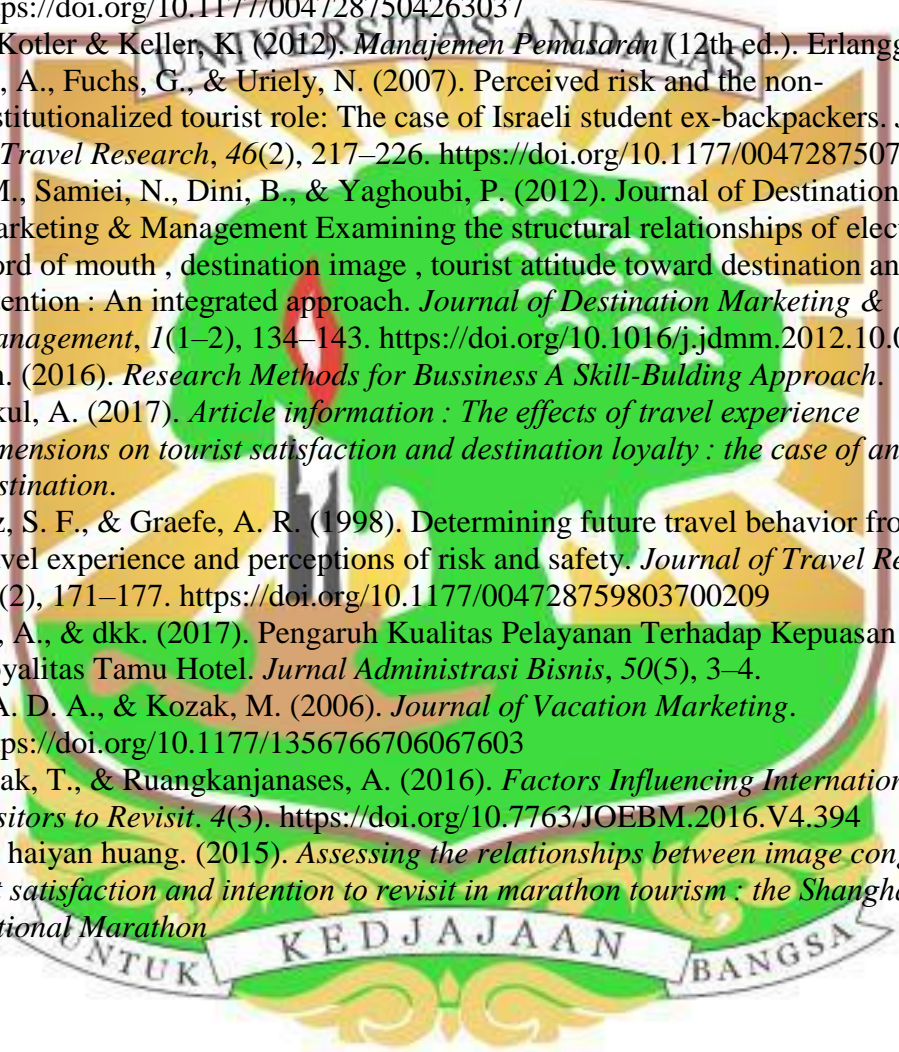 ps://doi.org/10.1177/0047287504263037
Kotler & Keller, K. (2012). Manajemen Pemasaran (12th ed.). Erlangg
, A., Fuchs, G., & Uriely, N. (2007). Perceived risk and the non-
stitutionalized tourist role: The case of Israeli student ex-backpackers. J
Travel Research, 46(2), 217–226. https://doi.org/10.1177/0047287507
M., Samiei, N., Dini, B., & Yaghoubi, P. (2012). Journal of Destination
arketing & Management Examining the structural relationships of elect
ord of mouth , destination image , tourist attitude toward destination an
ention : An integrated approach. Journal of Destination Marketing &
anagement, 1(1–2), 134–143. https://doi.org/10.1016/j.jdmm.2012.10.0
n. (2016). Research Methods for Bussiness A Skill-Bulding Approach.
kul, A. (2017). Article information : The effects of travel experience
mensions on tourist satisfaction and destination loyalty : the case of an
stination.
z, S. F., & Graefe, A. R. (1998). Determining future travel behavior fro
vel experience and perceptions of risk and safety. Journal of Travel Re
(2), 171–177. https://doi.org/10.1177/004728759803700209
, A., & dkk. (2017). Pengaruh Kualitas Pelayanan Terhadap Kepuasan
oyalitas Tamu Hotel. Jurnal Administrasi Bisnis, 50(5), 3–4.
A. D. A., & Kozak, M. (2006). Journal of Vacation Marketing.
ps://doi.org/10.1177/1356766706067603
ak, T., & Ruangkanjanases, A. (2016). Factors Influencing Internation
sitors to Revisit. 4(3). https://doi.org/10.7763/JOEBM.2016.V4.394
haiyan huang. (2015). Assessing the relationships between image cong
t satisfaction and intention to revisit in marathon tourism : the Shangha
tional Marathon
UNIVERSITAS ANDALAS
UNTUK KEDJAJAAN BANGSA